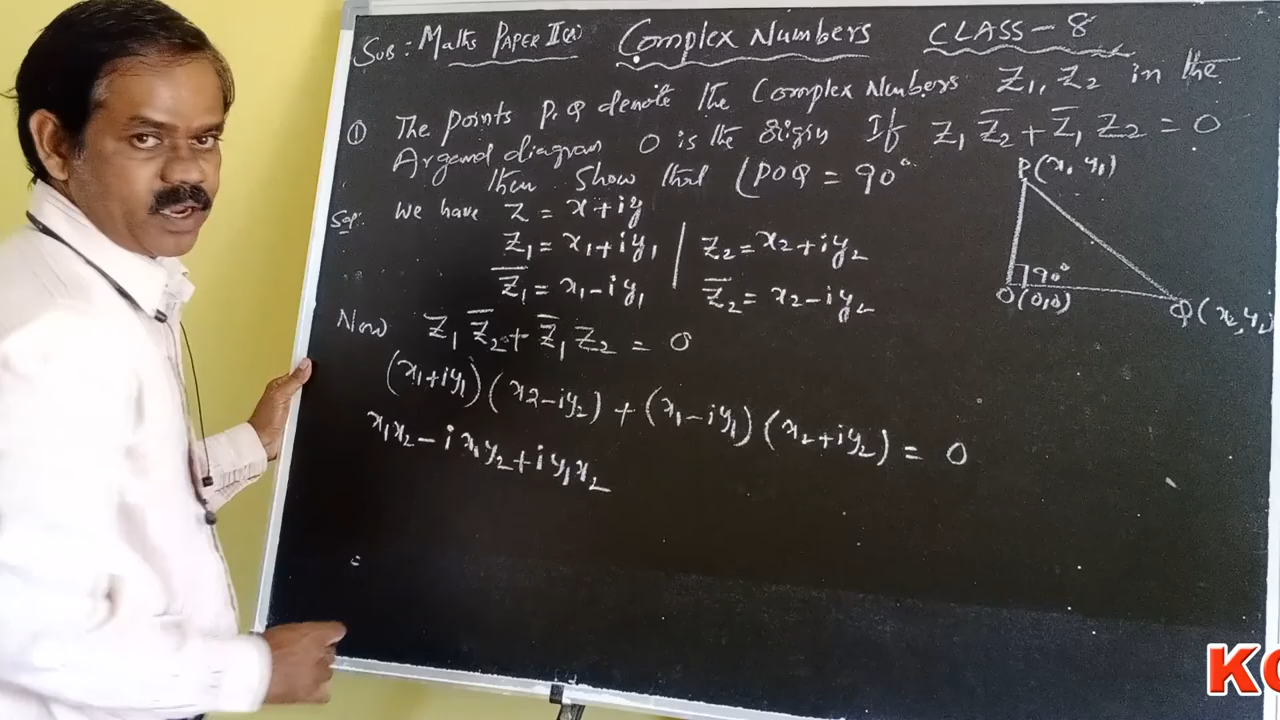 SUB: Maths PAPER II(A) Complex Numbers CLASS-8
① The points P, Q denote the Complex Numbers Z₁, Z₂ in the
Argand diagram O is the Origin If Z₁ Z̅₂ + Z̅₁ Z₂ = 0
then show that ∠POQ = 90°
P(x₁, y₁)
90°
O(0,0)
Q(x₂, y₂)
Sol: We have Z = x+iy
Z₁ = x₁+iy₁ | Z₂ = x₂+iy₂
Z̅₁ = x₁-iy₁ | Z̅₂ = x₂-iy₂
Now Z₁ Z̅₂ + Z̅₁ Z₂ = 0
(x₁+iy₁)(x₂-iy₂) + (x₁-iy₁)(x₂+iy₂) = 0
x₁x₂ - i x₁y₂ + i y₁x₂